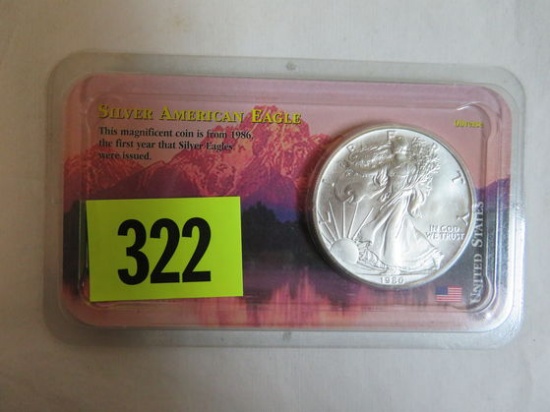 SILVER AMERICAN EAGLE
This magnificent coin is from 1986,
the first year that Silver Eagles
were issued.
322
LIBERTY
IN GOD
WE TRUST
1986
UNITED STATES